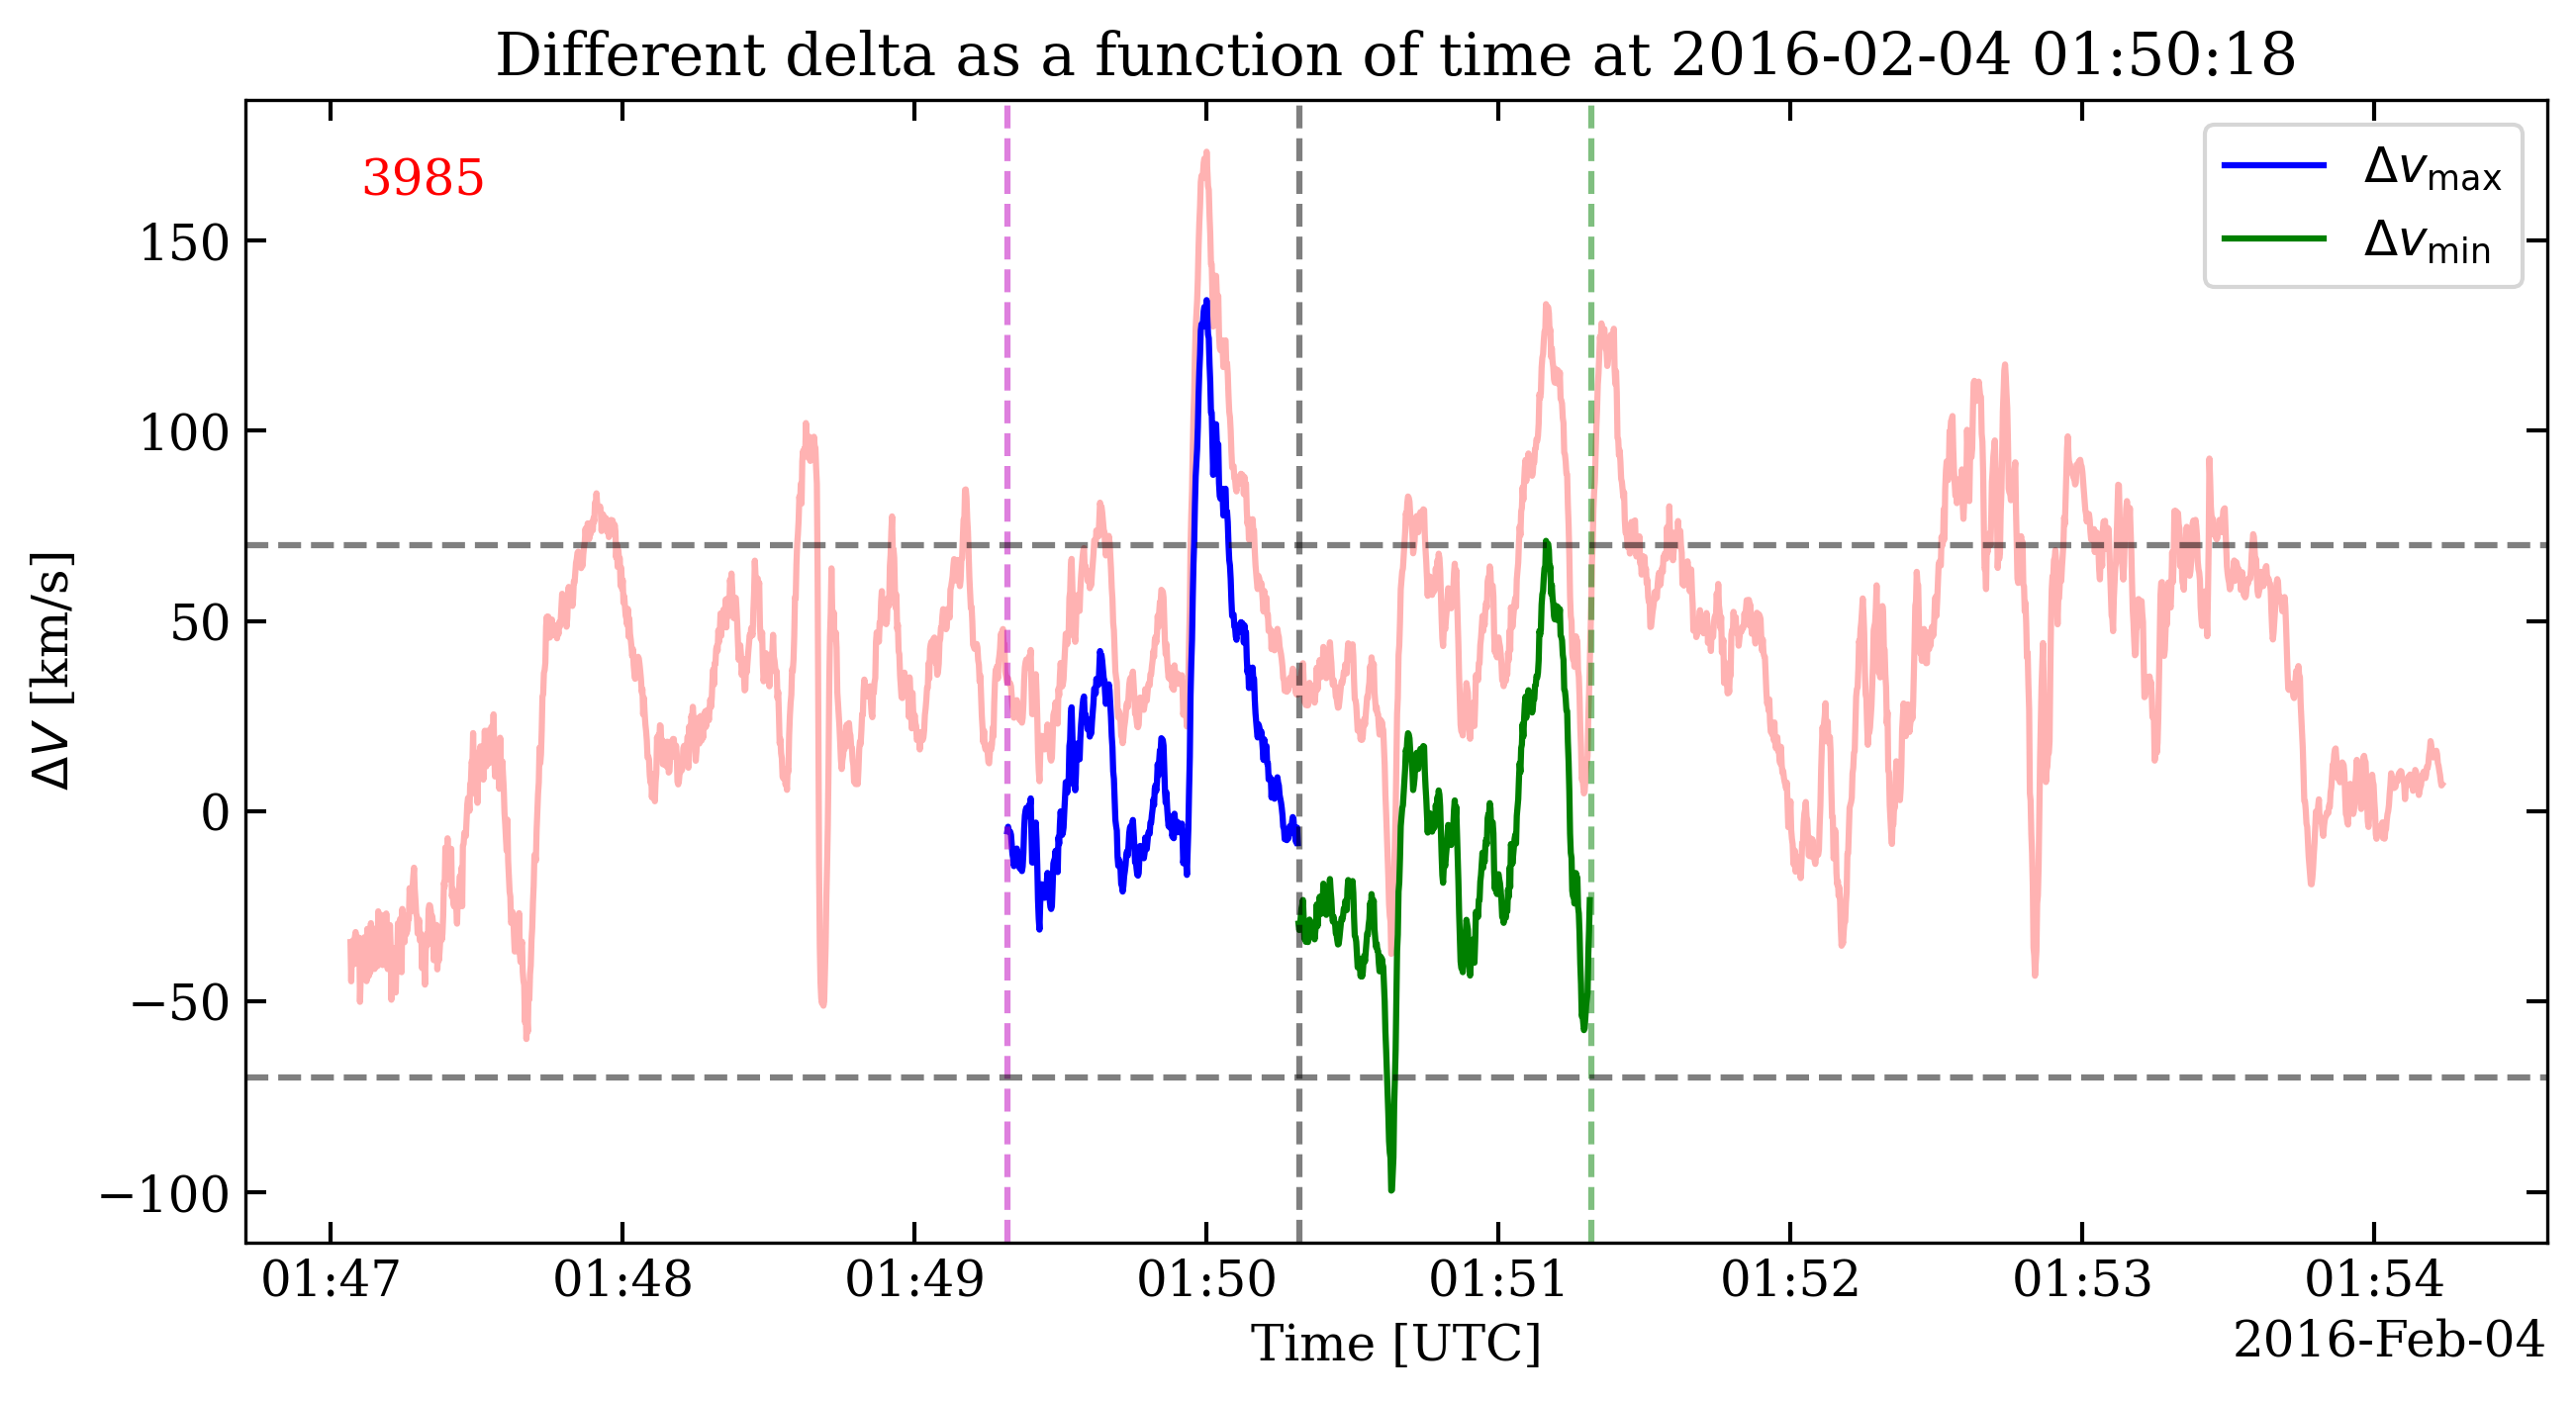 Different delta as a function of time at 2016-02-04 01:50:18
3985
Δv_max
Δv_min
ΔV [km/s]
150
100
50
0
−50
−100
01:47 01:48 01:49 01:50 01:51 01:52 01:53 01:54
Time [UTC]
2016-Feb-04